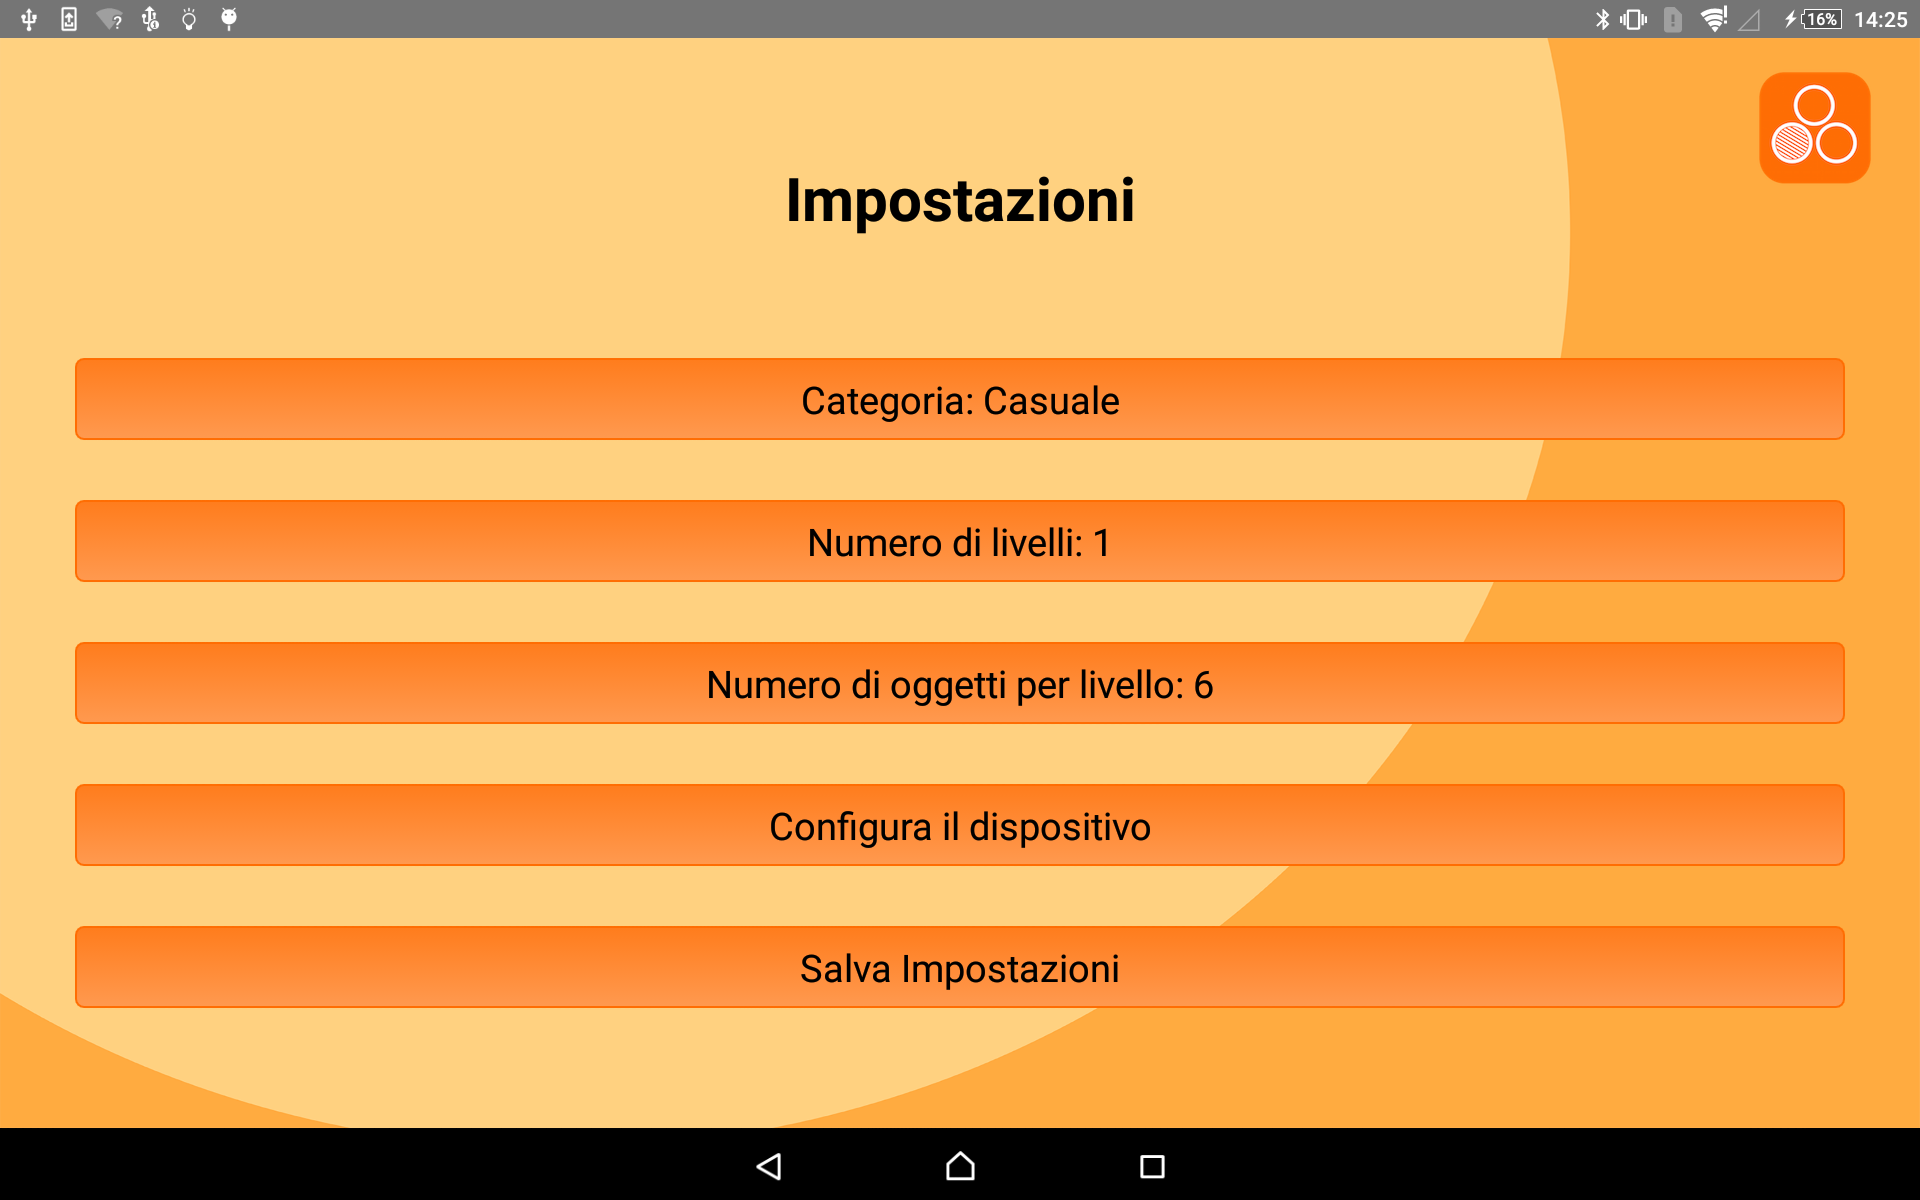 16% 14:25
Impostazioni
Categoria: Casuale
Numero di livelli: 1
Numero di oggetti per livello: 6
Configura il dispositivo
Salva Impostazioni